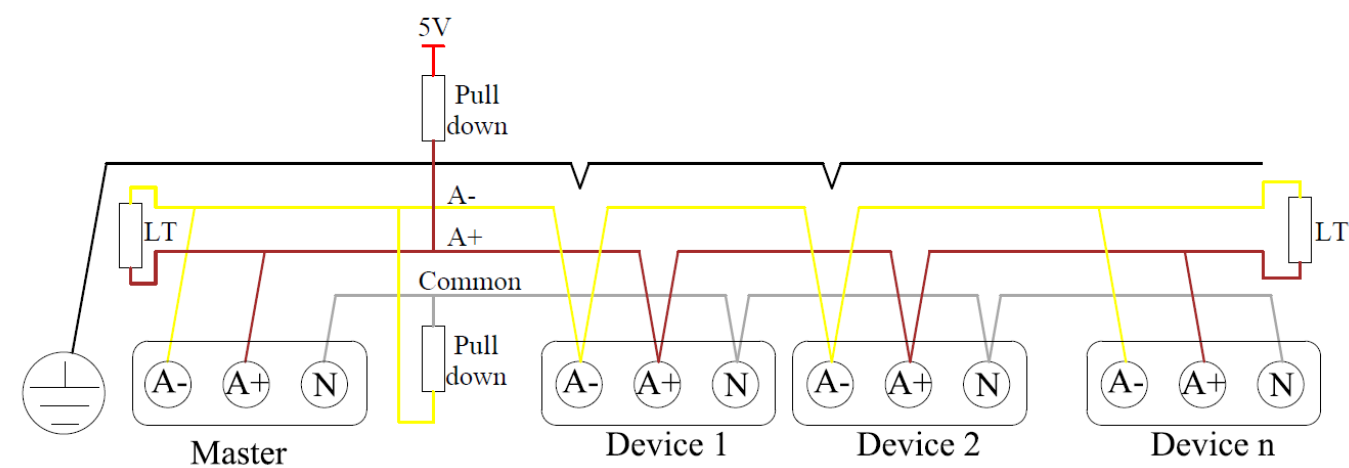 5V
Pull
down
A-
LT
A+
LT
Common
Pull
down
A- A+ N
A- A+ N
A- A+ N
A- A+ N
Master
Device 1
Device 2
Device n